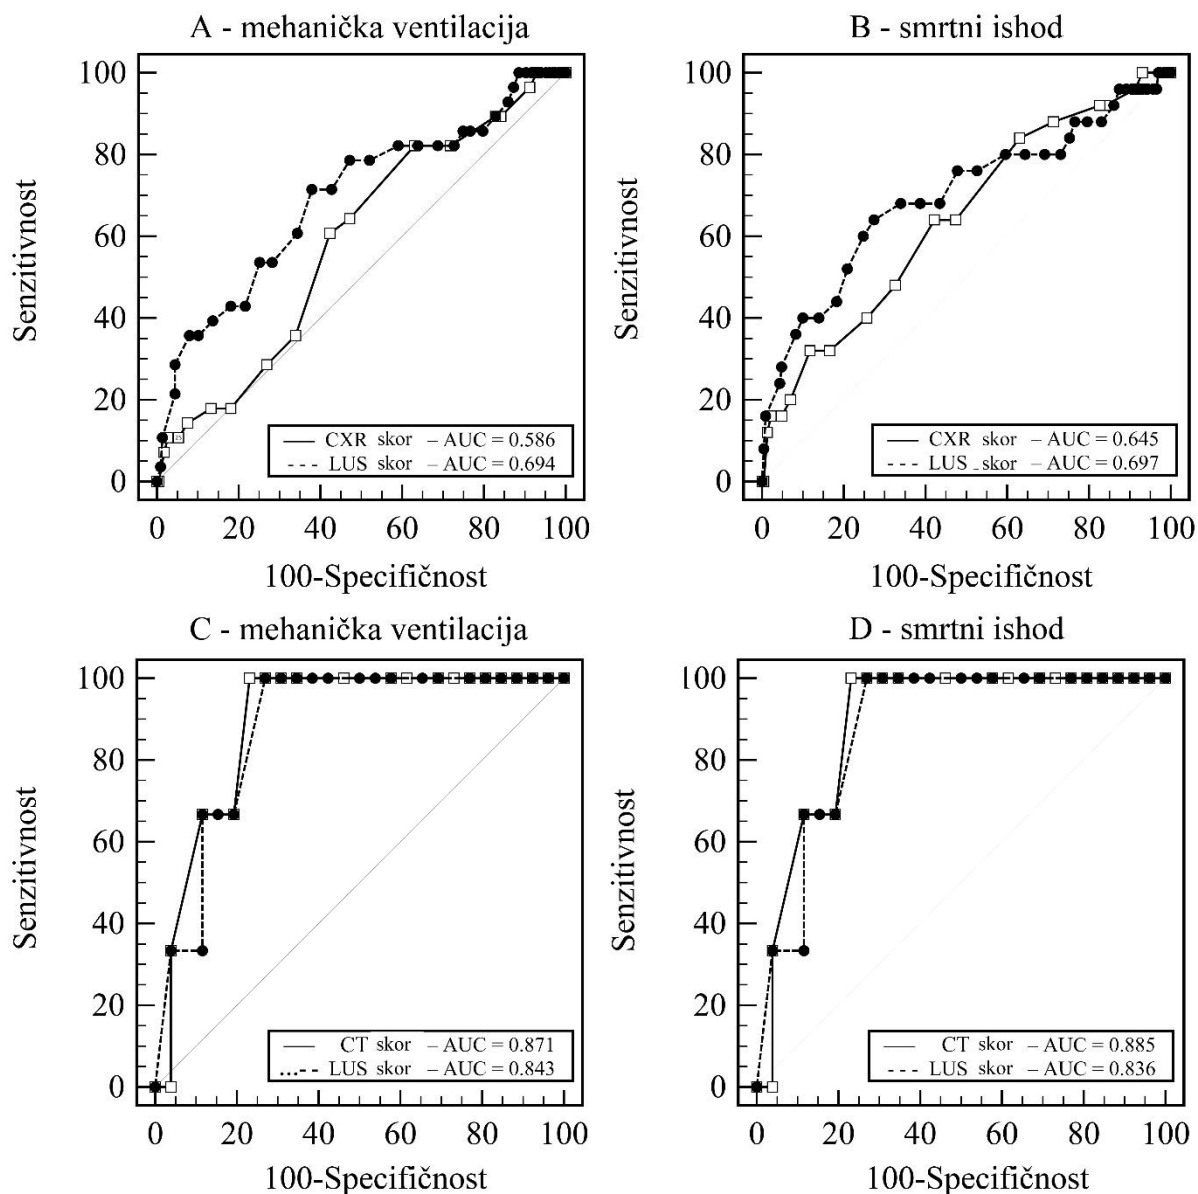 A - mehanička ventilacija
100
80
60
40
20
0
Senzitivnost
CXR skor – AUC = 0.586
LUS skor – AUC = 0.694
0 20 40 60 80 100
100-Specifičnost
B - smrtni ishod
100
80
60
40
20
0
Senzitivnost
CXR skor – AUC = 0.645
LUS skor – AUC = 0.697
0 20 40 60 80 100
100-Specifičnost
C - mehanička ventilacija
100
80
60
40
20
0
Senzitivnost
CT skor – AUC = 0.871
LUS skor – AUC = 0.843
0 20 40 60 80 100
100-Specifičnost
D - smrtni ishod
100
80
60
40
20
0
Senzitivnost
CT skor – AUC = 0.885
LUS skor – AUC = 0.836
0 20 40 60 80 100
100-Specifičnost